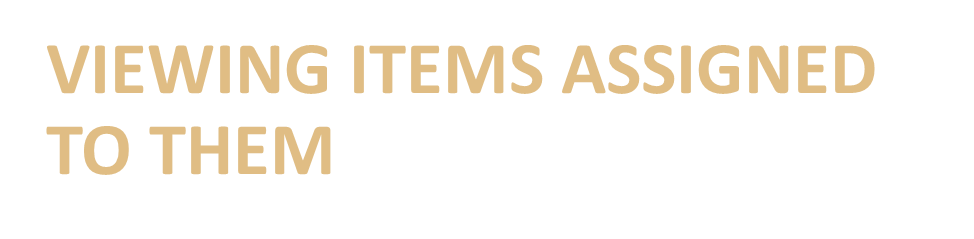 VIEWING ITEMS ASSIGNED
TO THEM